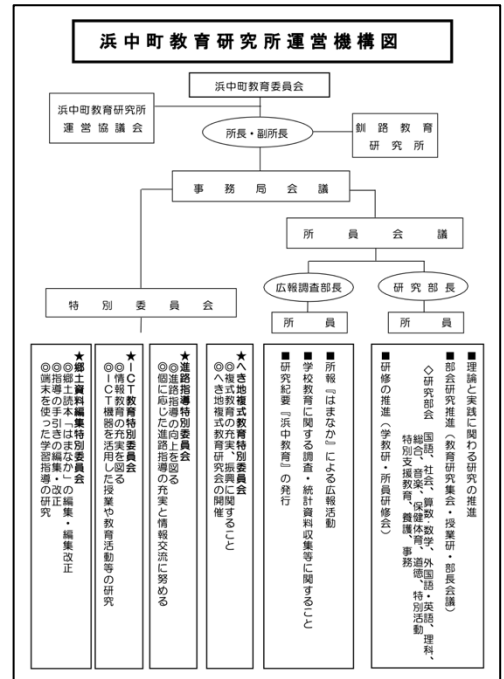 浜中町教育研究所運営機構図
浜中町教育委員会
浜中町教育研究所
運営協議会
所長・副所長
釧路教育
研究所
事務局会議
所員会議
広報調査部長
研究部長
特別委員会
所員
所員
■理論と実践に関わる研究の推進
■部会研究推進（教育研究集会・授業研・部長会議）
◇研究部会 国語、社会、算数・数学、外国語・英語、理科、
総合、音楽、保健体育、道徳、特別活動
特別支援教育、養護、事務
■研修の推進（学教研・所員研修会）
■所報『はまなか』による広報活動
■学校教育に関する調査・統計資料収集等に関すること
■研究紀要『浜中教育』の発行
★へき地複式教育特別委員会
◎複式教育の充実、振興に関すること
◎へき地複式教育研究会の開催
★進路指導特別委員会
◎進路指導の向上を図る
◎個に応じた進路指導の充実と情報交流に努める
★ICT教育特別委員会
◎情報教育の充実を図る
◎ICT機器を活用した授業や教育活動等の研究
★郷土資料編集特別委員会
◎郷土読本「はまなか」の編集・編集改正
◎指導の手引きの編集・改正
◎端末を使った学習指導の研究